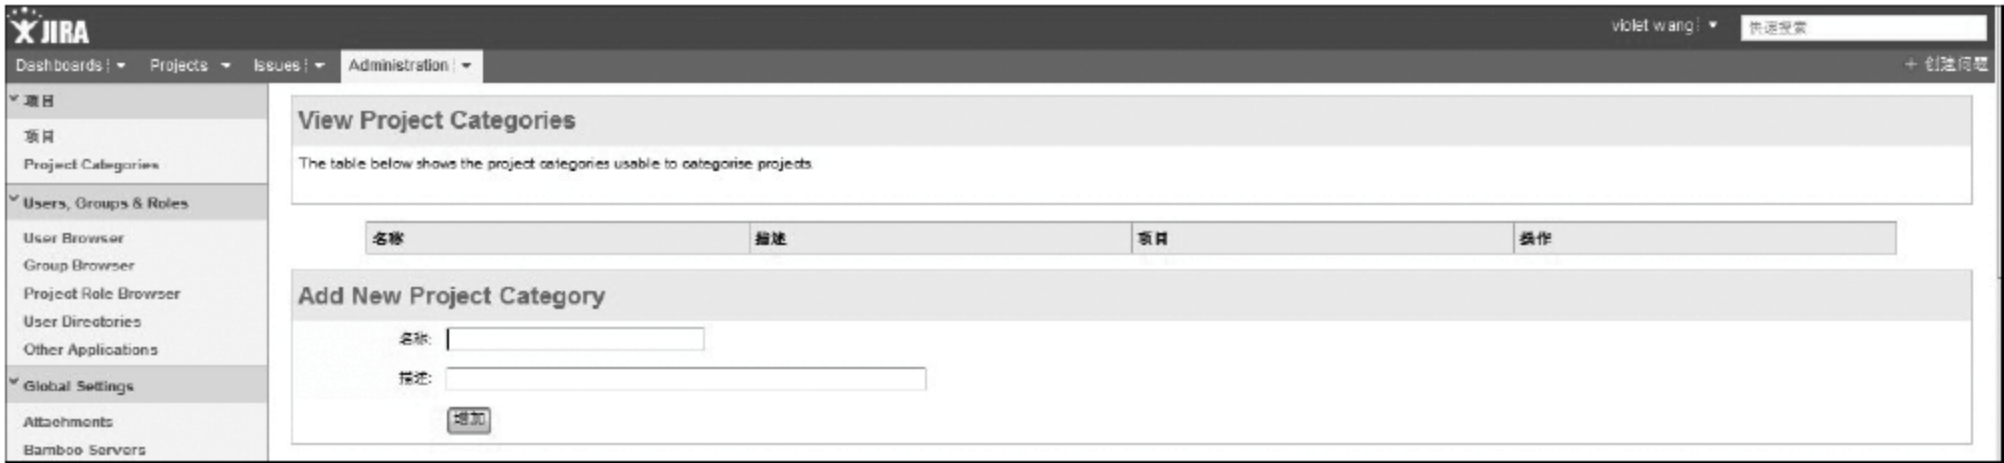 JIRA
violet wang
快速搜索
Dashboards Projects Issues Administration + 创建问题
项目
项目
Project Categories
Users, Groups & Roles
User Browser
Group Browser
Project Role Browser
User Directories
Other Applications
Global Settings
Attachments
Bamboo Servers
View Project Categories
The table below shows the project categories usable to categorise projects.
名称 描述 项目 操作
Add New Project Category
名称:
描述:
增加